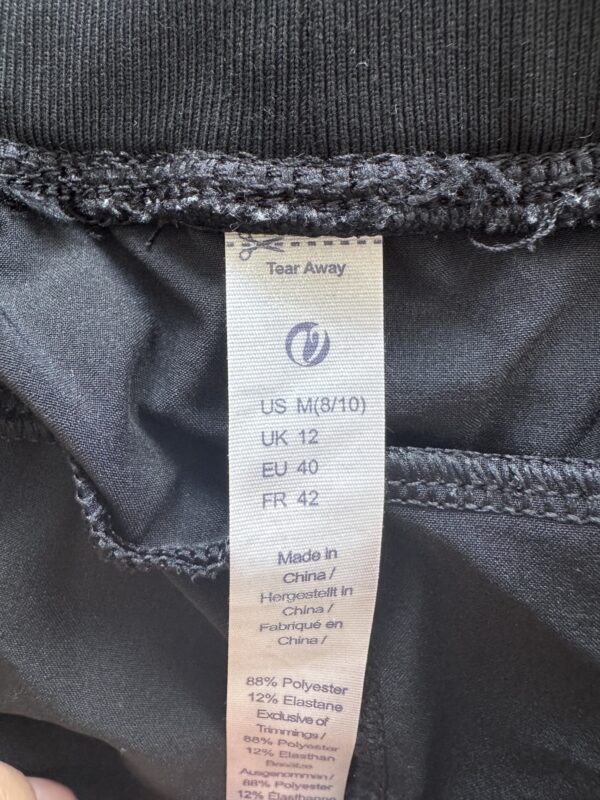 Tear Away
US M(8/10)
UK 12
EU 40
FR 42
Made in
China /
Hergestellt in
China /
Fabriqué en
China /
88% Polyester
12% Elastane
Exclusive of
Trimmings /
88% Polyester
12% Elasthan
Besätze
Ausgenommen /
88% Polyester
12% Élasthanne